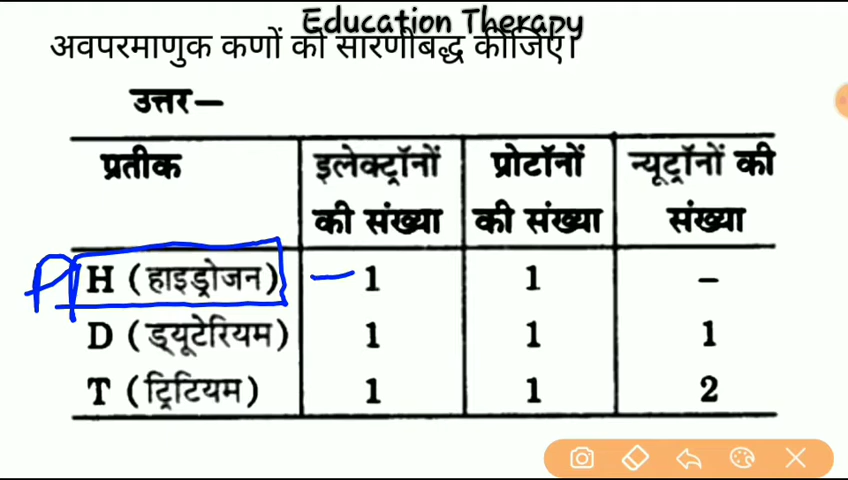 Education Therapy
अवपरमाणुक कणों को सारणीबद्ध कीजिए।
उत्तर—
प्रतीक इलेक्ट्रॉनों की संख्या प्रोटॉनों की संख्या न्यूट्रॉनों की संख्या
H (हाइड्रोजन) 1 1 –
D (ड्यूटेरियम) 1 1 1
T (ट्रिटियम) 1 1 2